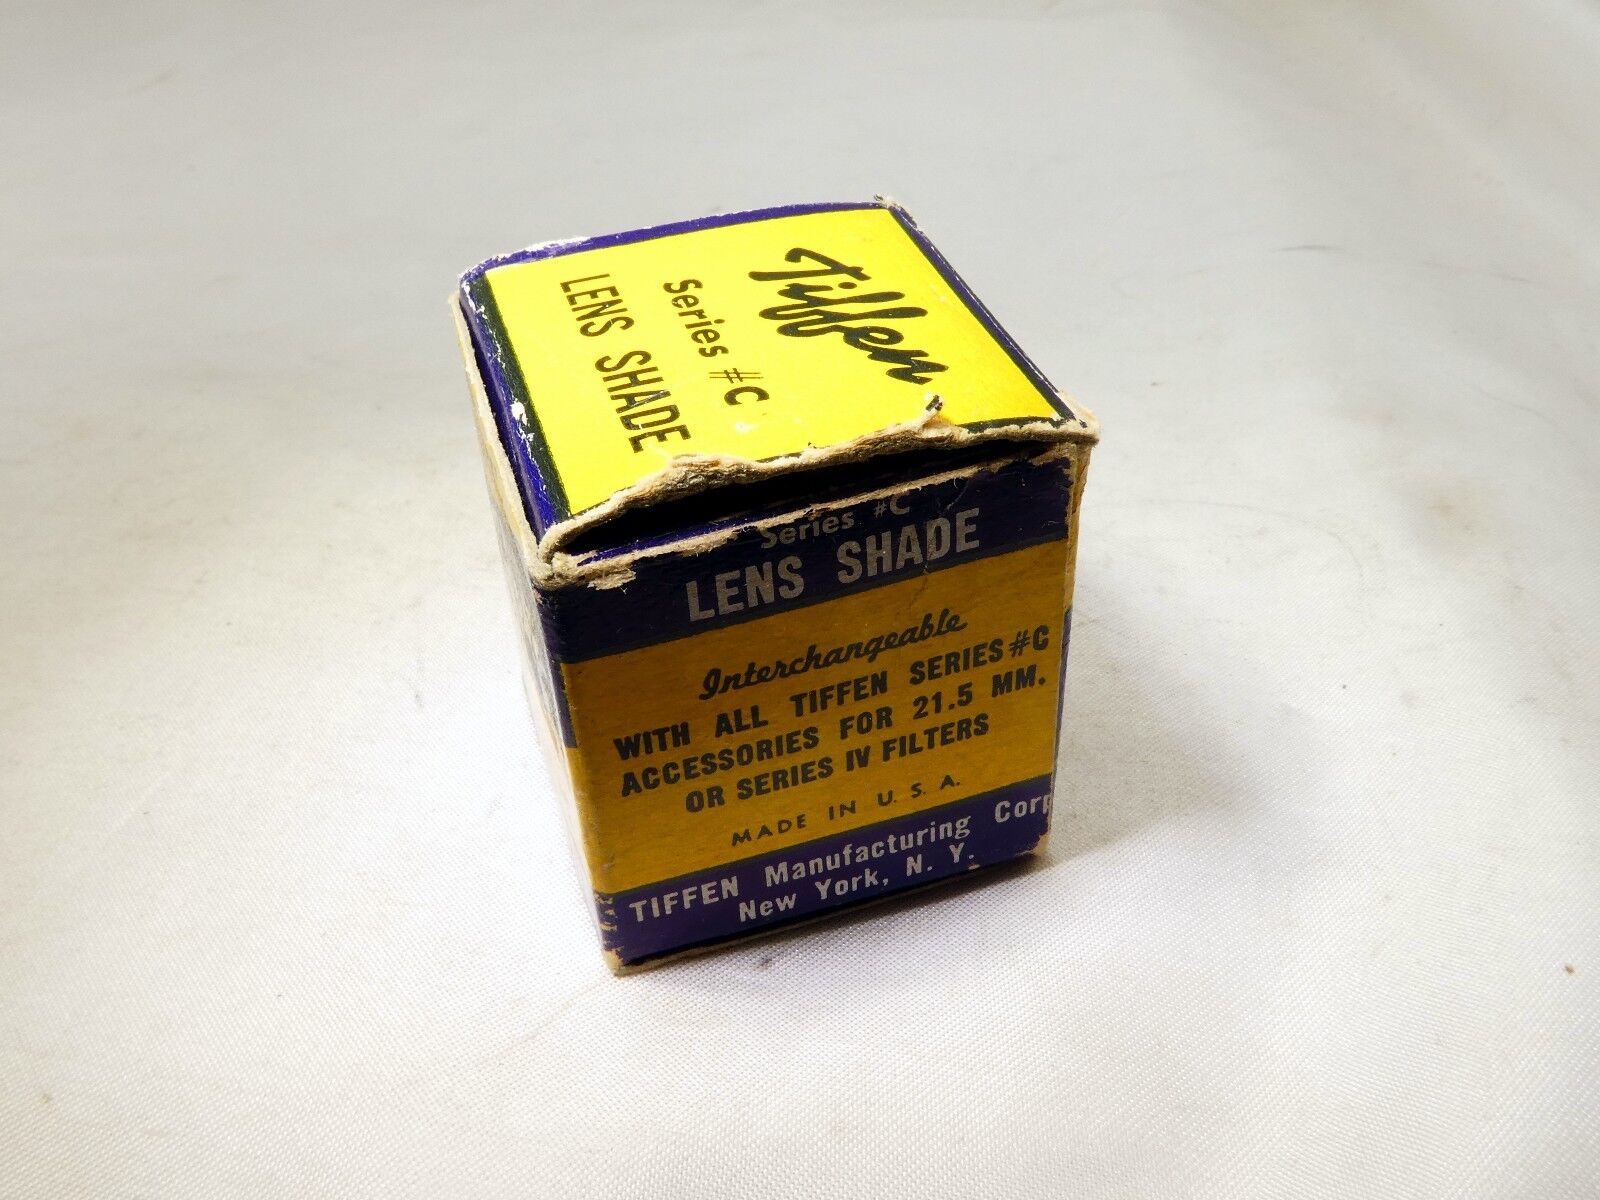 Tiffen
Series #C
LENS SHADE
Series #C
LENS SHADE
Interchangeable
WITH ALL TIFFEN SERIES #C
ACCESSORIES FOR 21.5 MM.
OR SERIES IV FILTERS
MADE IN U. S. A.
TIFFEN Manufacturing Corp
New York, N. Y.